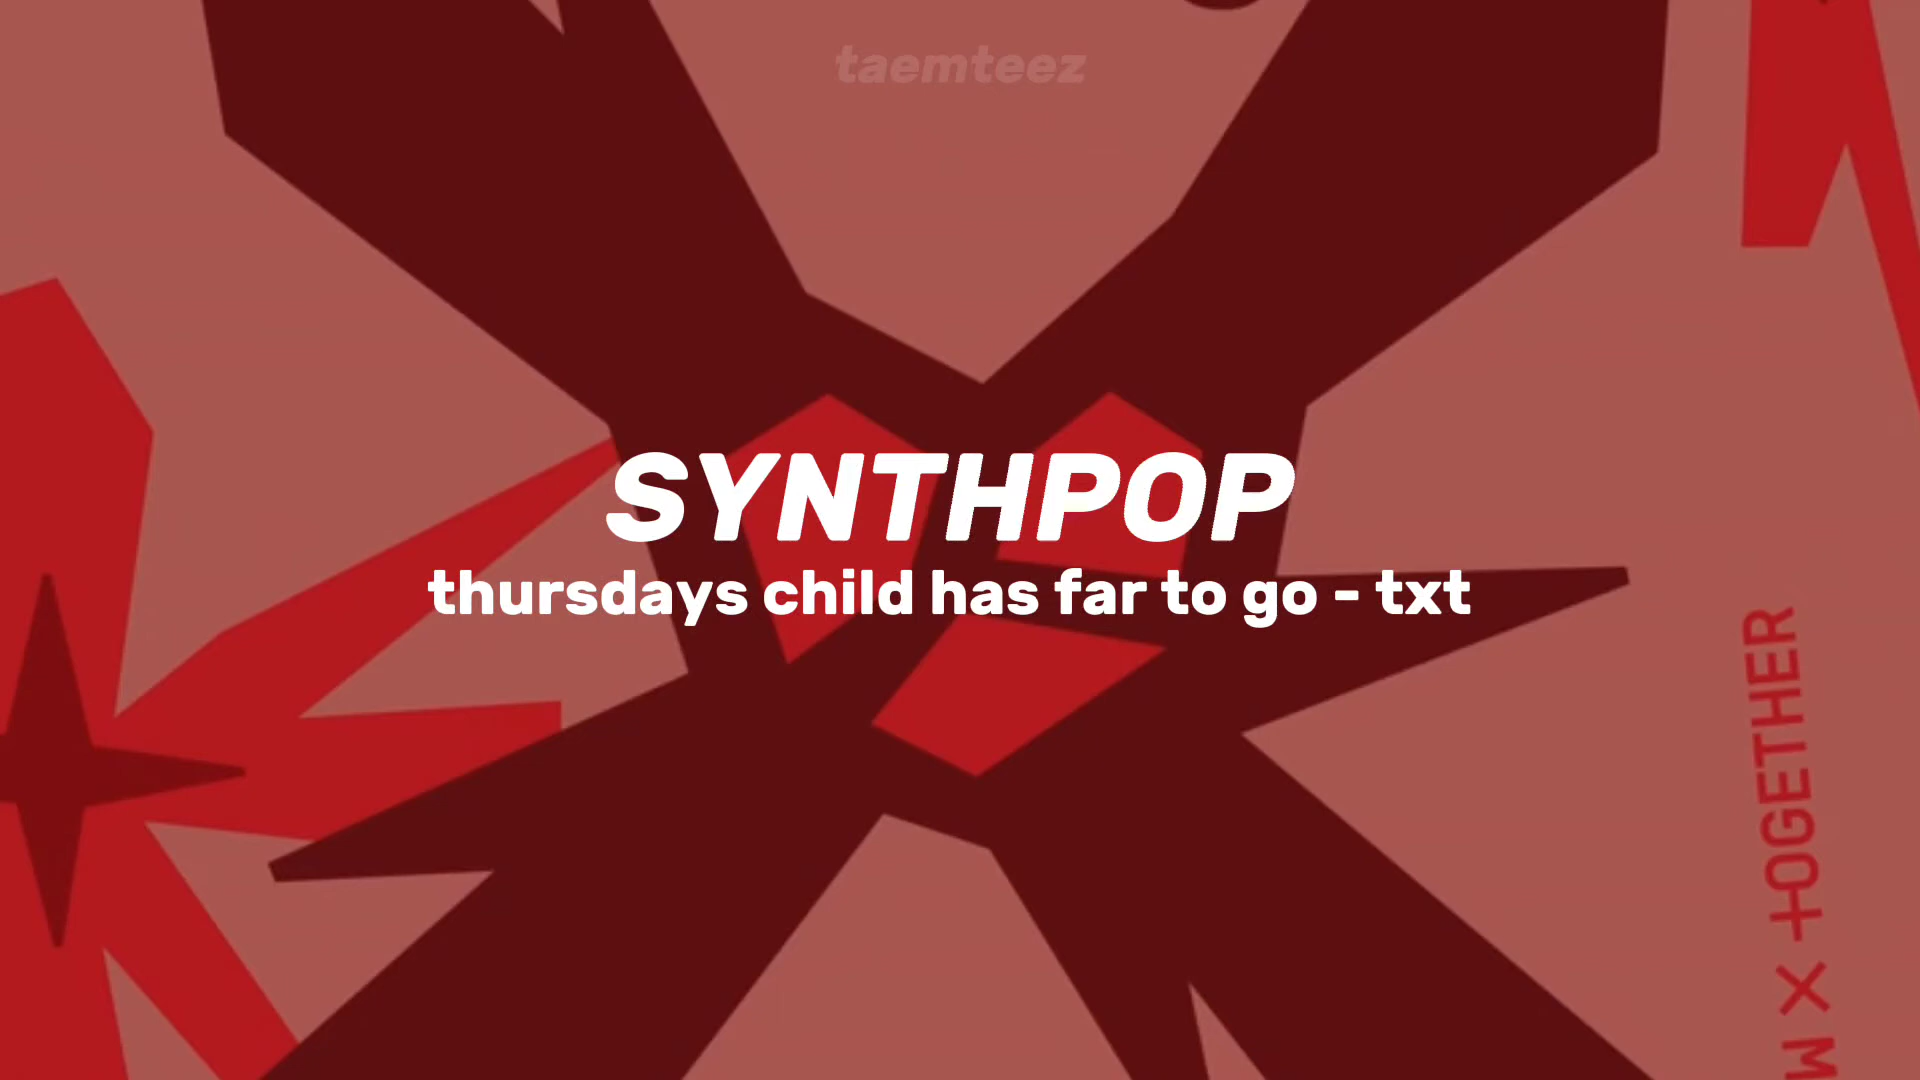 taemteez
SYNTHPOP
thursdays child has far to go - txt
W X TOGETHER